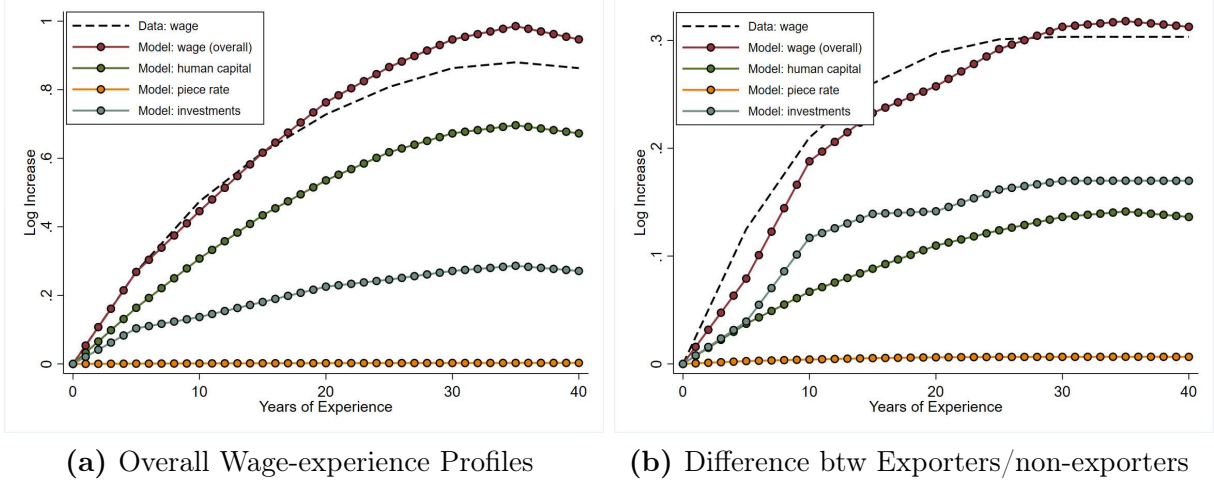 Data: wage
Model: wage (overall)
Model: human capital
Model: piece rate
Model: investments
Log Increase
0 .2 .4 .6 .8 1
0 10 20 30 40
Years of Experience
(a) Overall Wage-experience Profiles
Data: wage
Model: wage (overall)
Model: human capital
Model: piece rate
Model: investments
Log Increase
0 .1 .2 .3
0 10 20 30 40
Years of Experience
(b) Difference btw Exporters/non-exporters